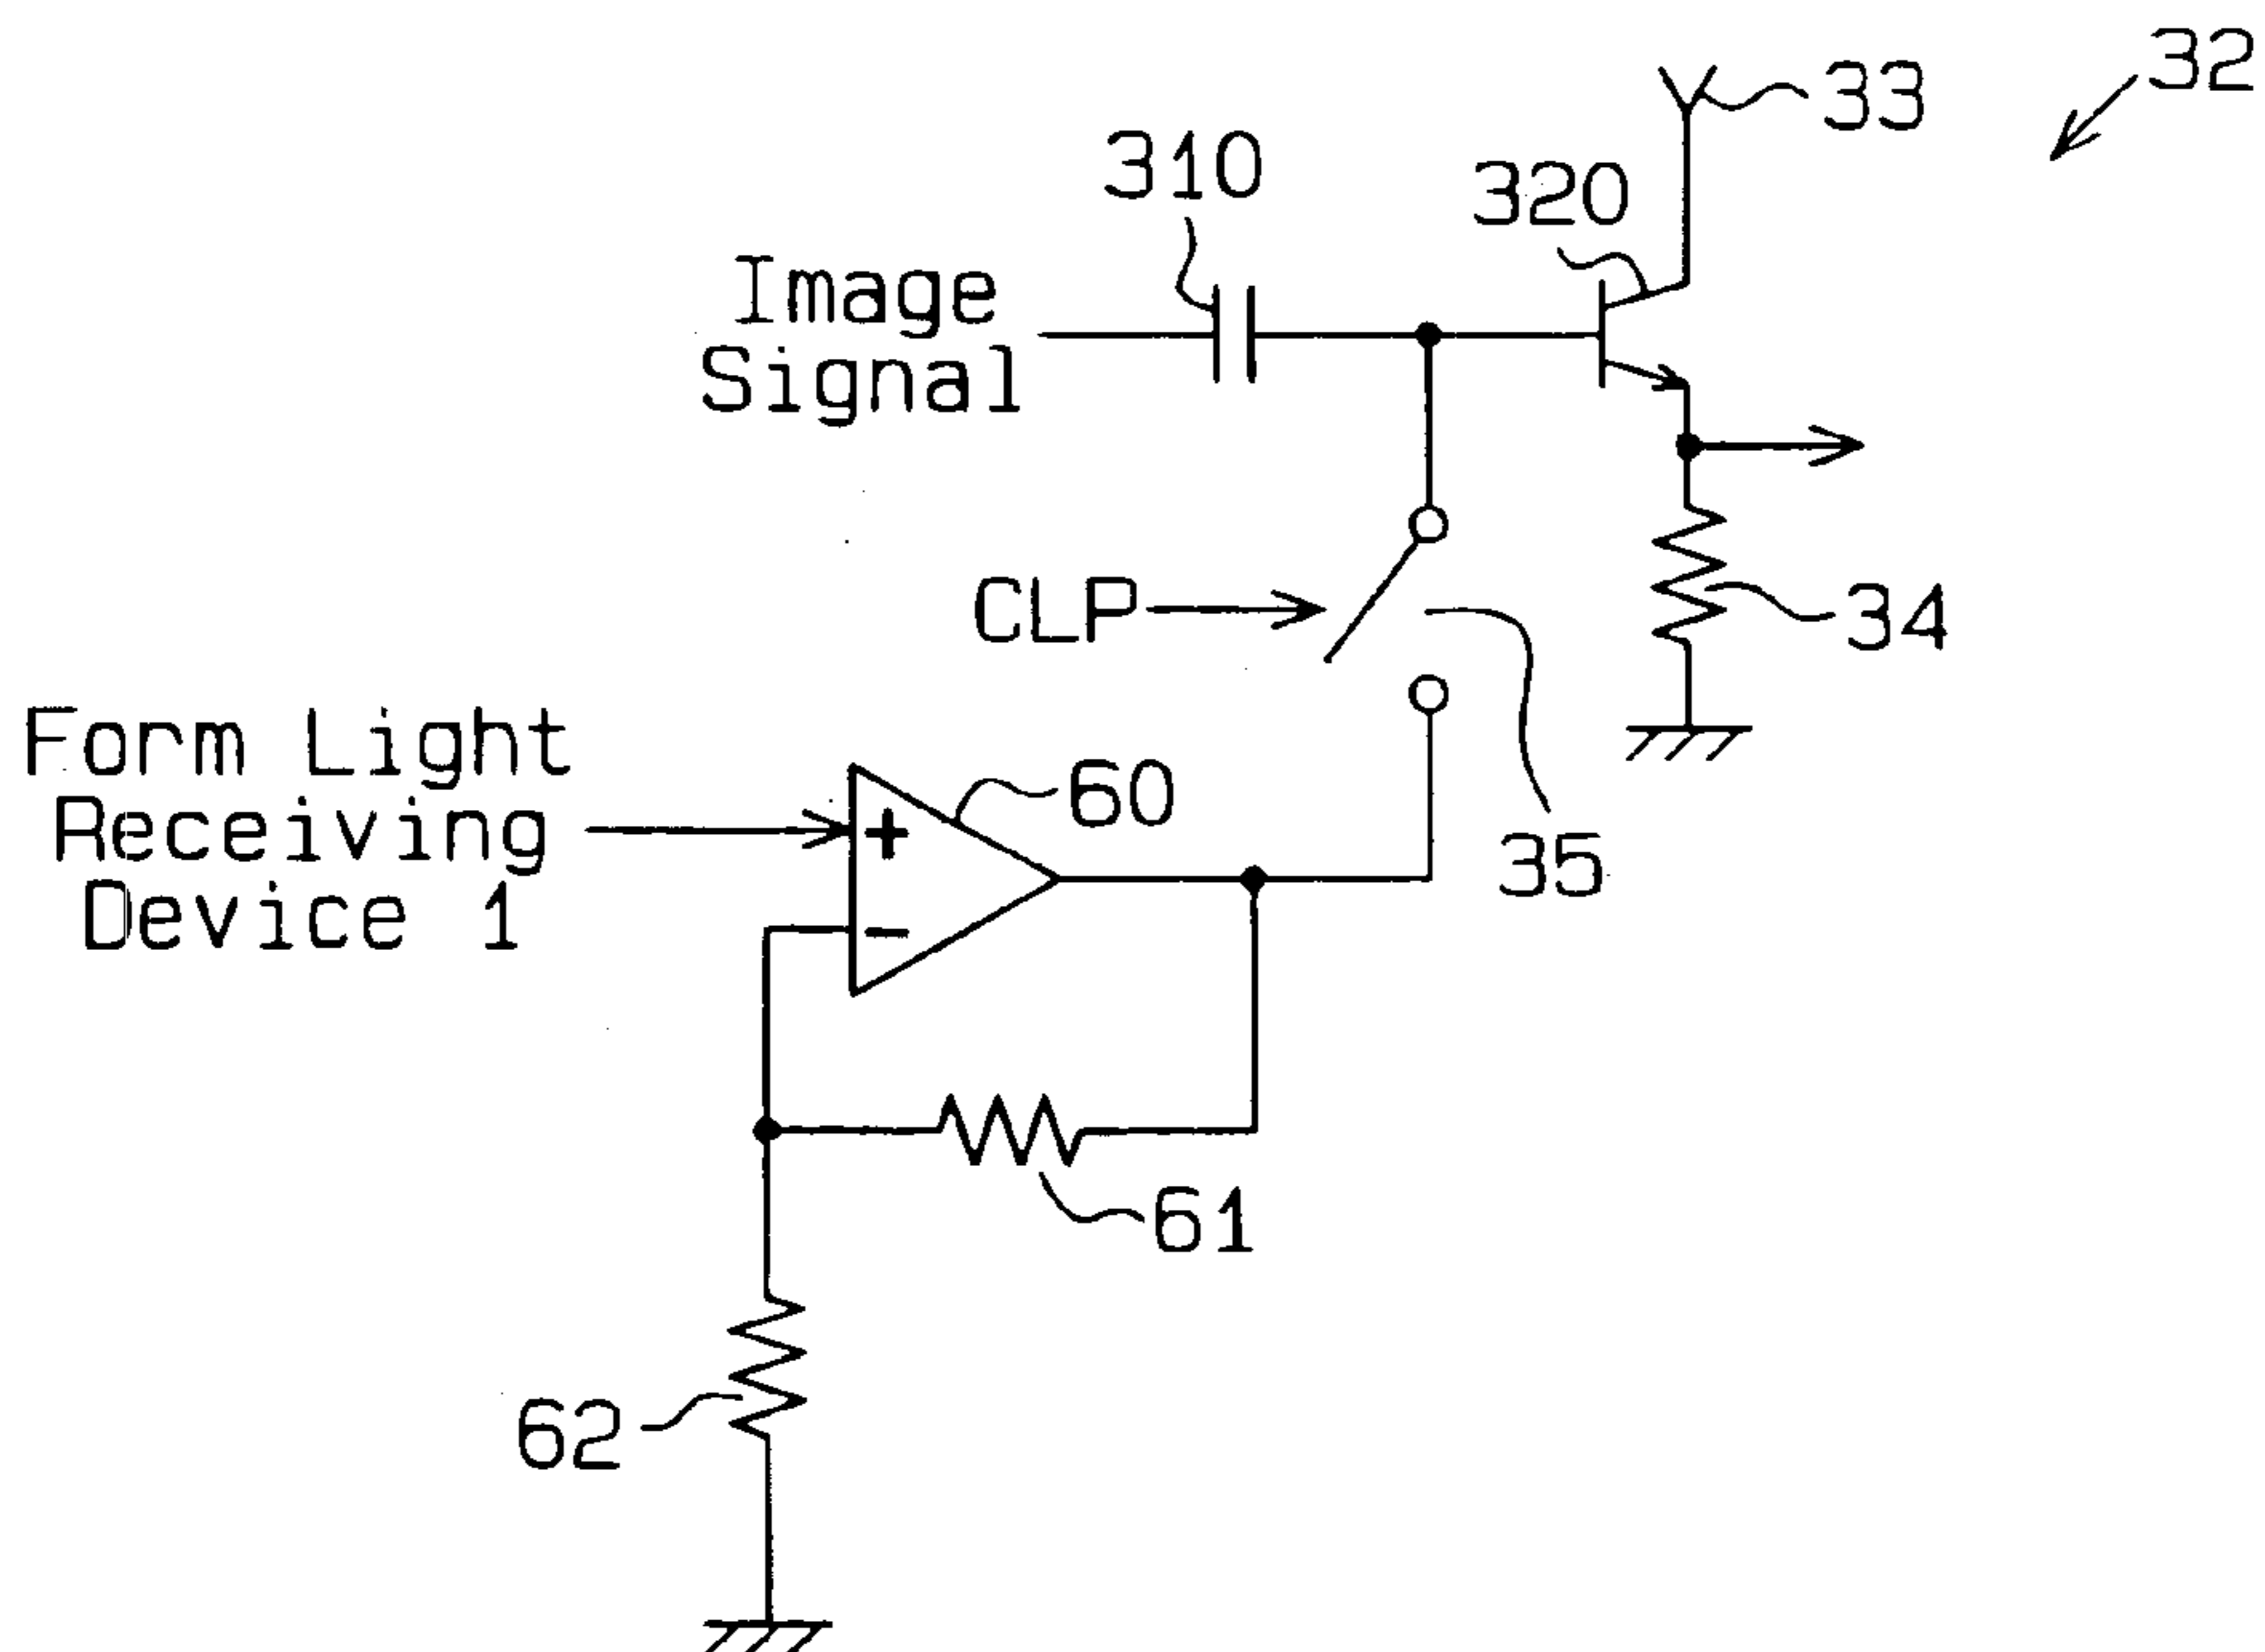 32
33
310
320
Image
Signal
CLP
34
Form Light
Receiving
Device 1
+
60
35
-
61
62